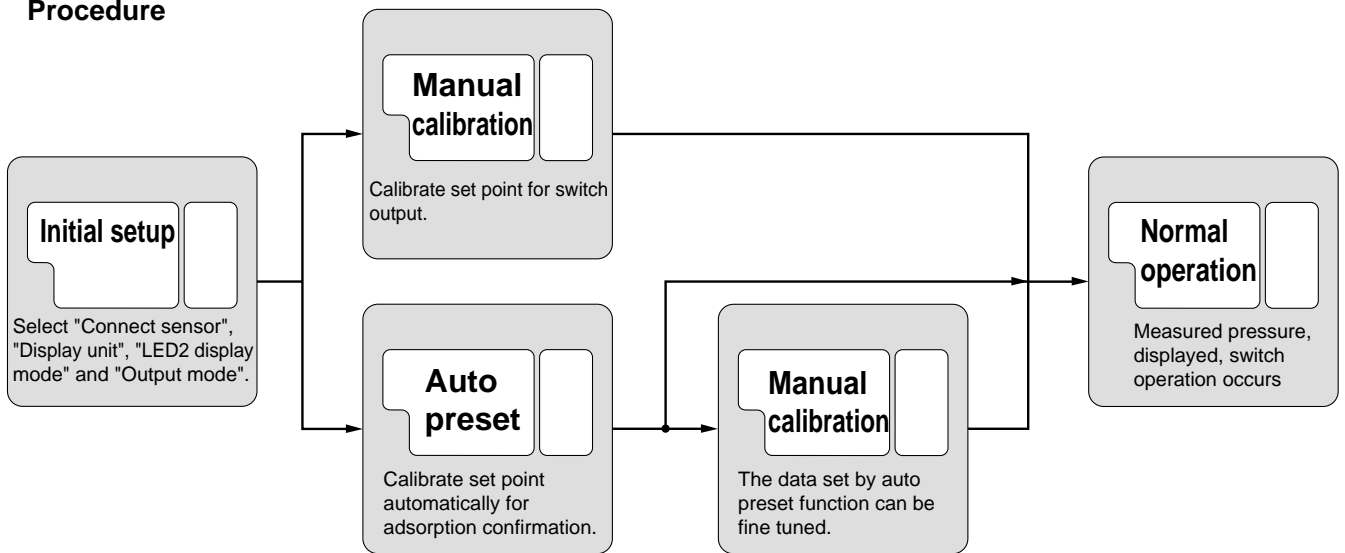 Procedure
Manual
calibration
Calibrate set point for switch
output.
Initial setup
Select "Connect sensor",
"Display unit", "LED2 display
mode" and "Output mode".
Auto
preset
Calibrate set point
automatically for
adsorption confirmation.
Manual
calibration
The data set by auto
preset function can be
fine tuned.
Normal
operation
Measured pressure,
displayed, switch
operation occurs